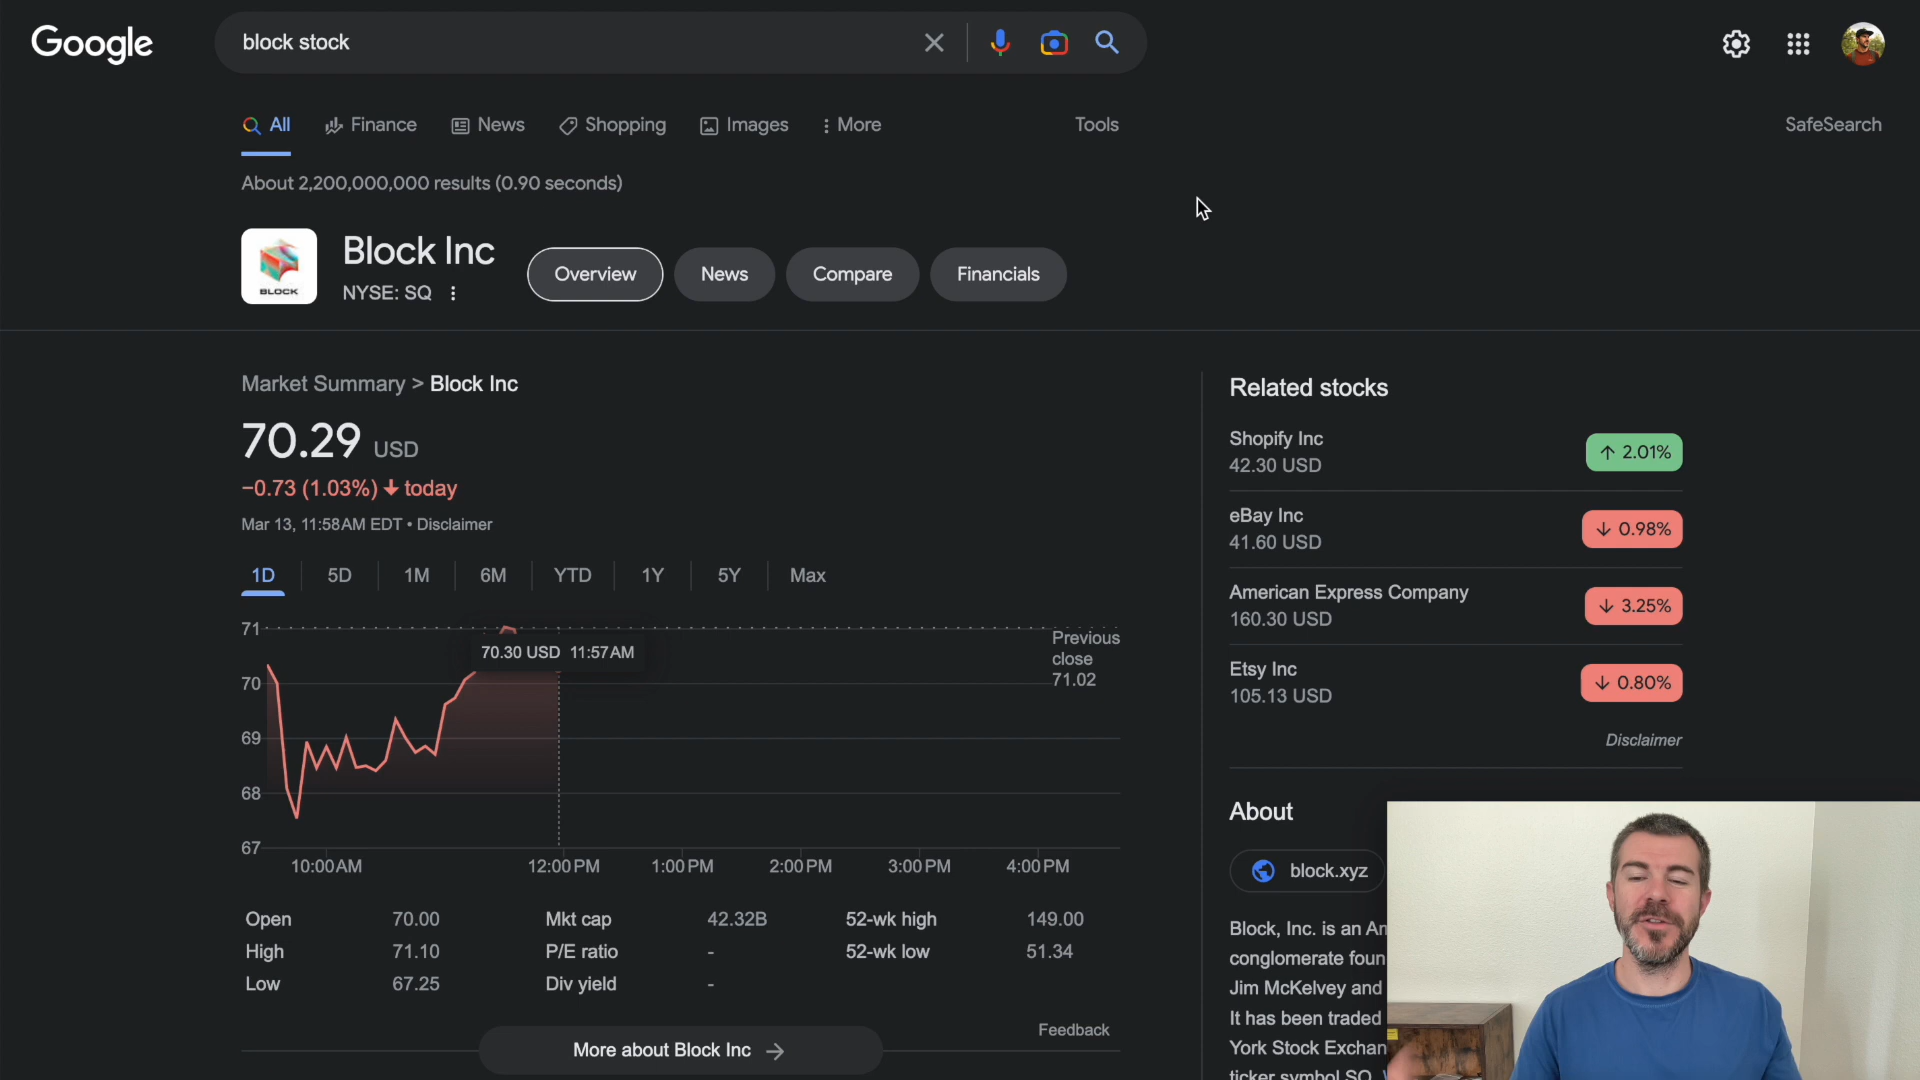 Google
block stock
All
Finance
News
Shopping
Images
More
Tools
SafeSearch
About 2,200,000,000 results (0.90 seconds)
BLOCK
Block Inc
NYSE: SQ
Overview
News
Compare
Financials
Market Summary > Block Inc
70.29 USD
−0.73 (1.03%) ↓ today
Mar 13, 11:58 AM EDT • Disclaimer
1D
5D
1M
6M
YTD
1Y
5Y
Max
71
70
69
68
67
70.30 USD 11:57 AM
Previous
close
71.02
10:00 AM
12:00 PM
1:00 PM
2:00 PM
3:00 PM
4:00 PM
Open 70.00
High 71.10
Low 67.25
Mkt cap 42.32B
P/E ratio -
Div yield -
52-wk high 149.00
52-wk low 51.34
Feedback
More about Block Inc →
Related stocks
Shopify Inc
42.30 USD
↑ 2.01%
eBay Inc
41.60 USD
↓ 0.98%
American Express Company
160.30 USD
↓ 3.25%
Etsy Inc
105.13 USD
↓ 0.80%
Disclaimer
About
block.xyz
Block, Inc. is an
conglomerate
Jim McKelvey and
It has been traded
York Stock
ticker symbol SQ.